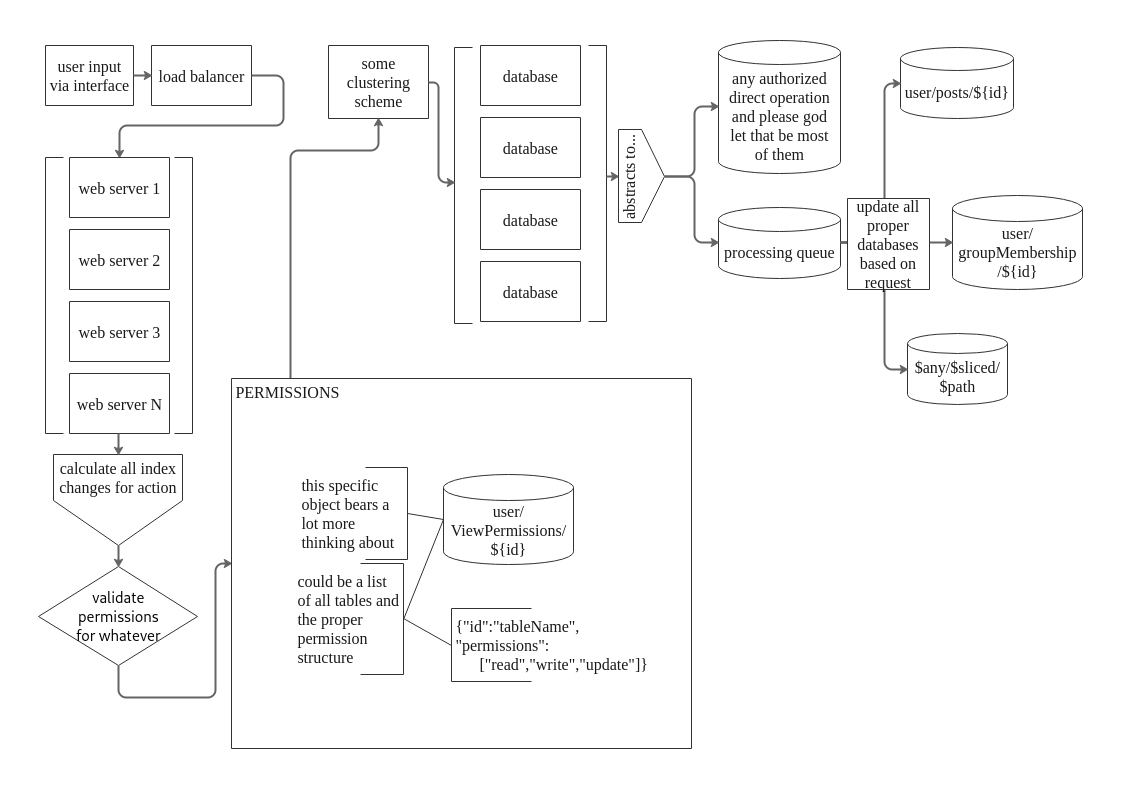 user input
via interface
load balancer
web server 1
web server 2
web server 3
web server N
calculate all index
changes for action
validate
permissions
for whatever
PERMISSIONS
this specific
object bears a
lot more
thinking about
could be a list
of all tables and
the proper
permission
structure
user/
ViewPermissions/
${id}
{"id":"tableName",
"permissions":
["read","write","update"]}
some
clustering
scheme
database
database
database
database
abstracts to...
any authorized
direct operation
and please god
let that be most
of them
processing queue
update all
proper
databases
based on
request
user/posts/${id}
user/
groupMembership
/${id}
$any/$sliced/
$path